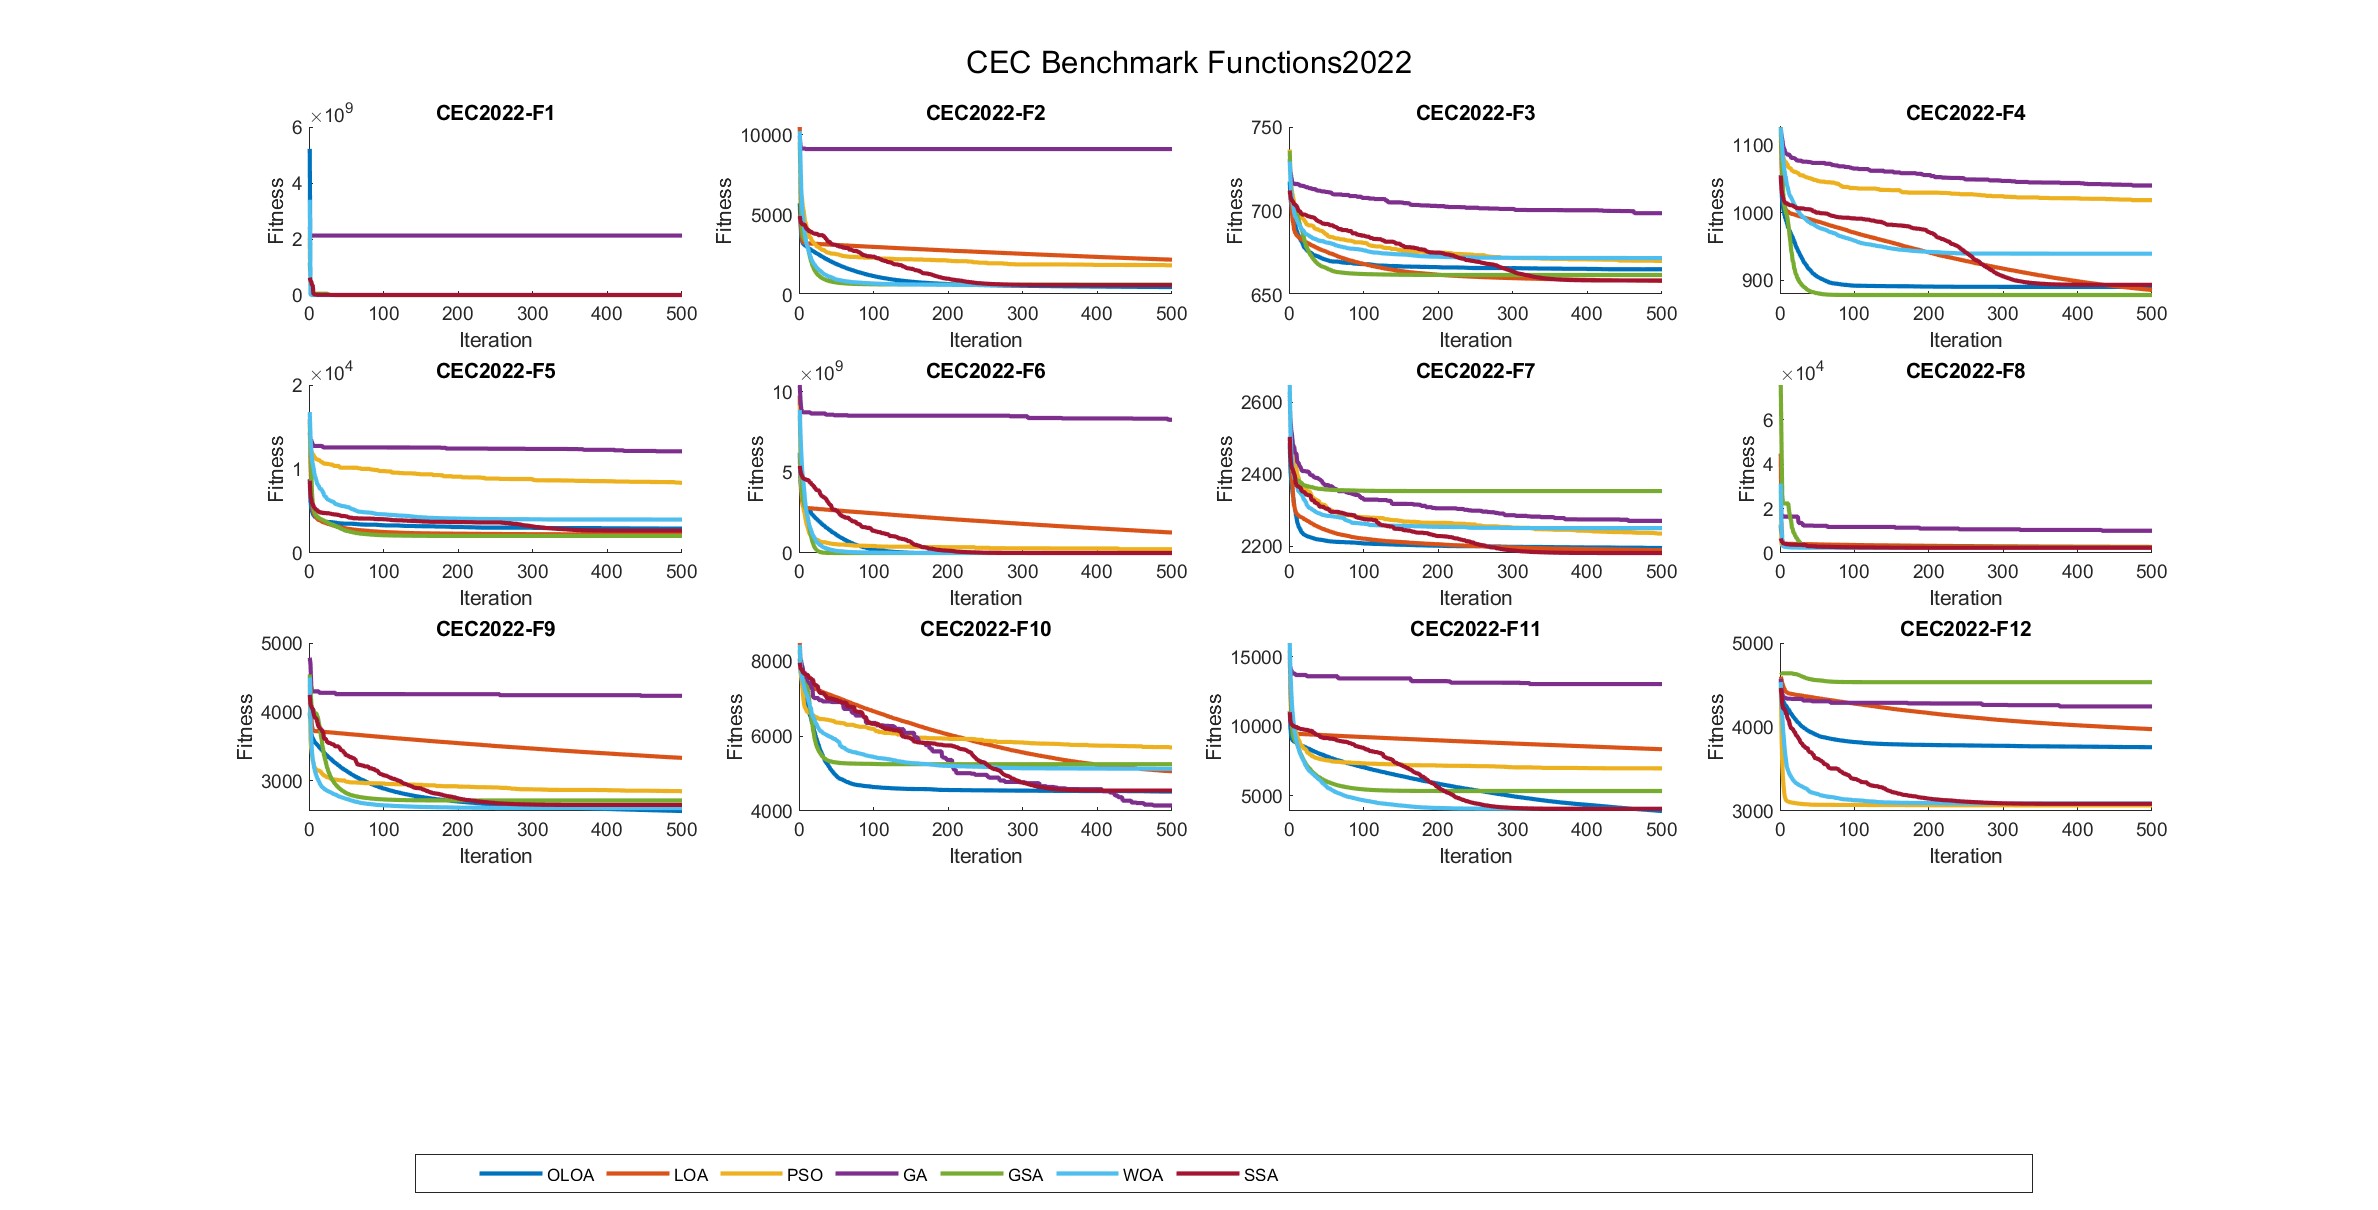 CEC Benchmark Functions2022
CEC2022-F1
×10^9
6
4
2
0
Fitness
0 100 200 300 400 500
Iteration
CEC2022-F2
10000
5000
0
Fitness
0 100 200 300 400 500
Iteration
CEC2022-F3
750
700
650
Fitness
0 100 200 300 400 500
Iteration
CEC2022-F4
1100
1000
900
Fitness
0 100 200 300 400 500
Iteration
CEC2022-F5
×10^4
2
1
0
Fitness
0 100 200 300 400 500
Iteration
CEC2022-F6
×10^9
10
5
0
Fitness
0 100 200 300 400 500
Iteration
CEC2022-F7
2600
2400
2200
Fitness
0 100 200 300 400 500
Iteration
CEC2022-F8
×10^4
6
4
2
0
Fitness
0 100 200 300 400 500
Iteration
CEC2022-F9
5000
4000
3000
Fitness
0 100 200 300 400 500
Iteration
CEC2022-F10
8000
6000
4000
Fitness
0 100 200 300 400 500
Iteration
CEC2022-F11
15000
10000
5000
Fitness
0 100 200 300 400 500
Iteration
CEC2022-F12
5000
4000
3000
Fitness
0 100 200 300 400 500
Iteration
OLOA LOA PSO GA GSA WOA SSA